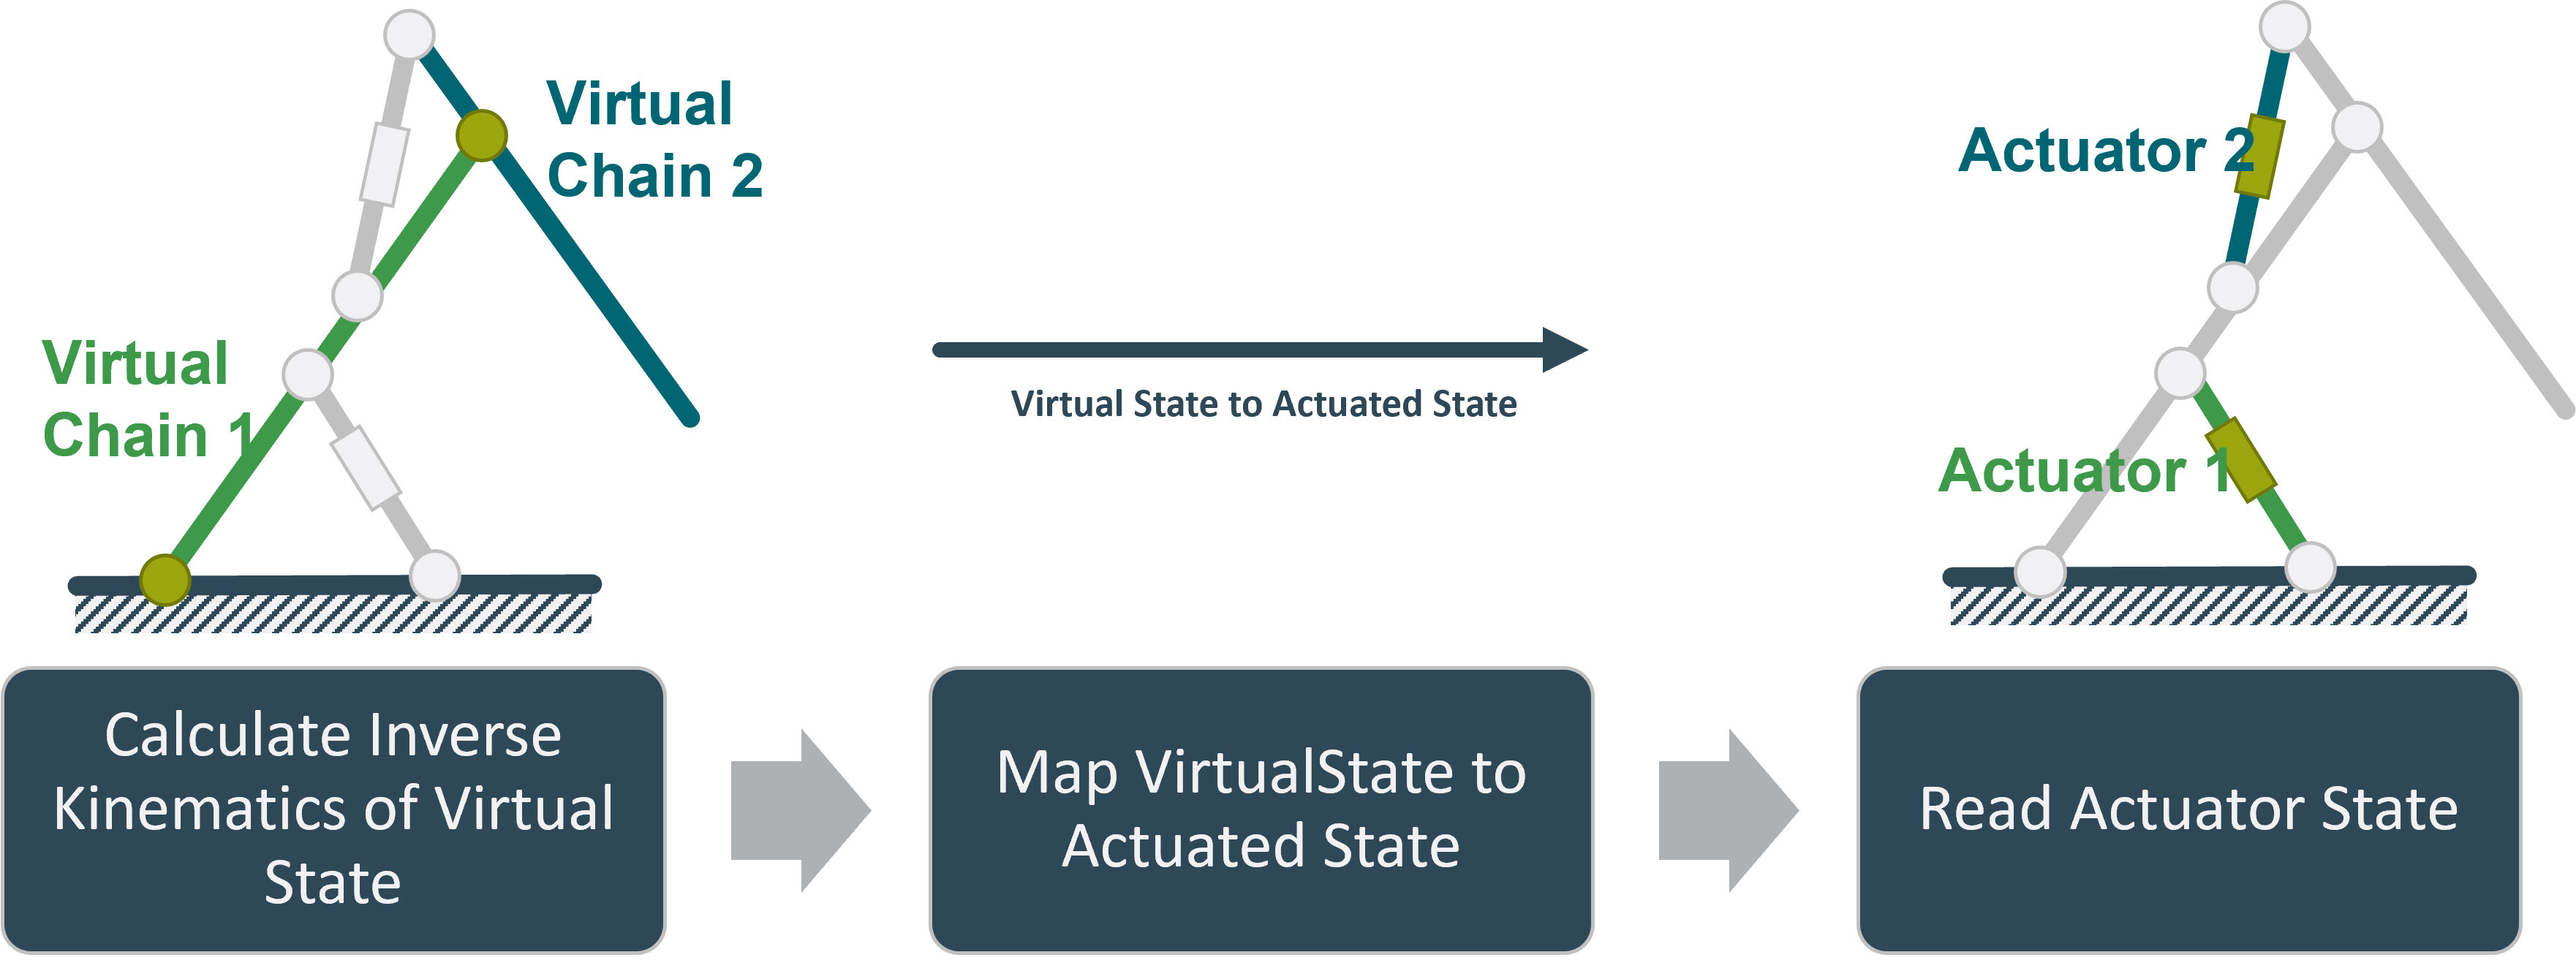 Virtual
Chain 2
Virtual
Chain 1
Virtual State to Actuated State
Actuator 2
Actuator 1
Calculate Inverse
Kinematics of Virtual
State
Map VirtualState to
Actuated State
Read Actuator State